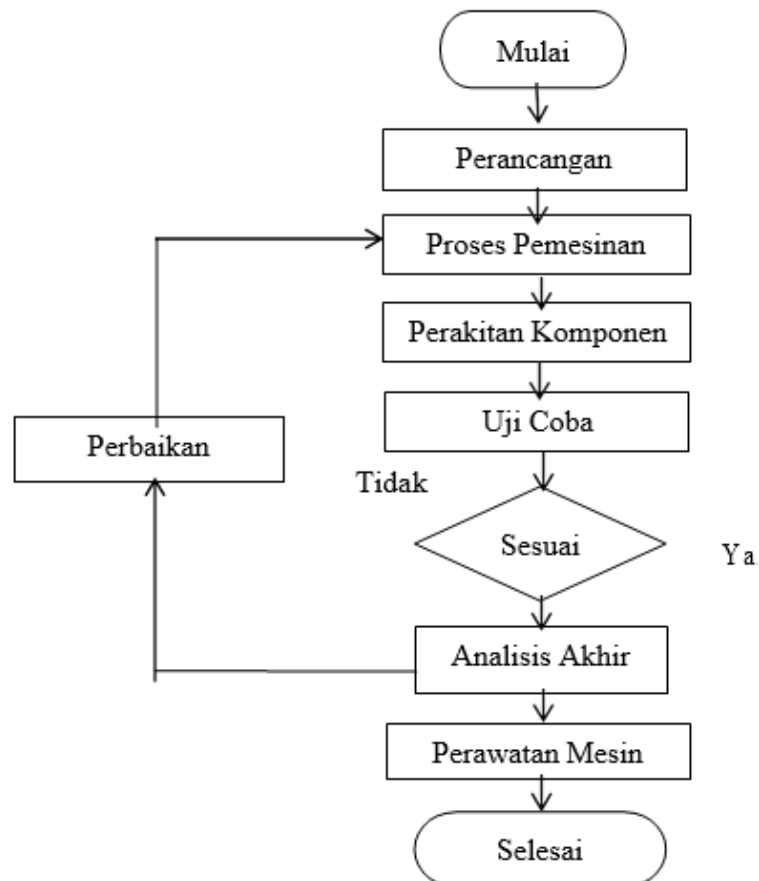 Mulai
Perancangan
Proses Pemesinan
Perakitan Komponen
Uji Coba
Perbaikan
Tidak
Sesuai
Ya
Analisis Akhir
Perawatan Mesin
Selesai